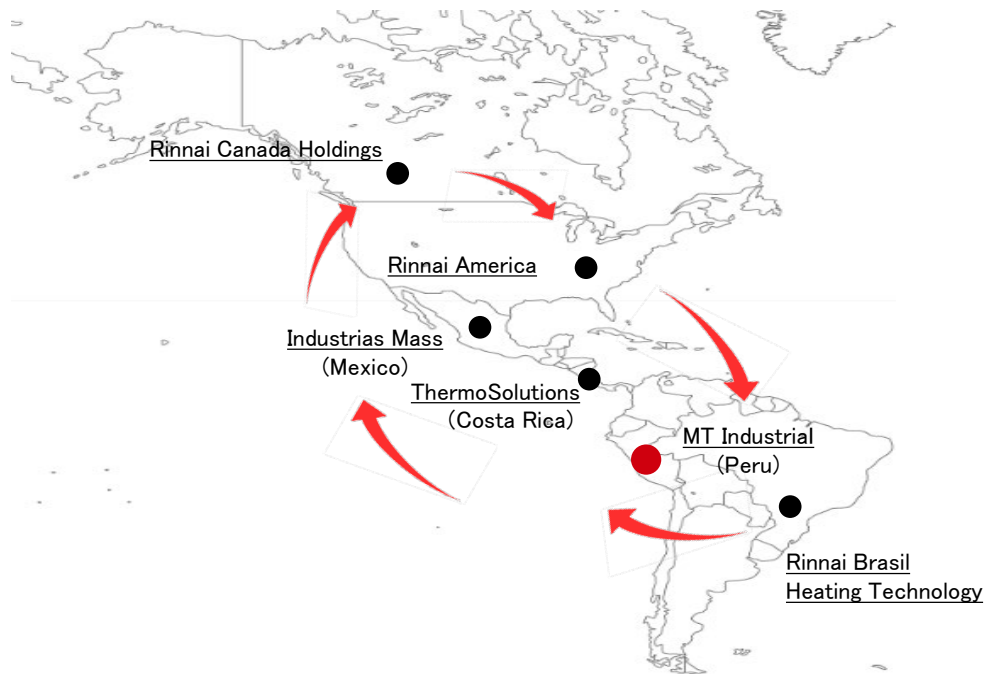 Rinnai Canada Holdings
Rinnai America
Industrias Mass
(Mexico)
ThermoSolutions
(Costa Rica)
MT Industrial
(Peru)
Rinnai Brasil
Heating Technology